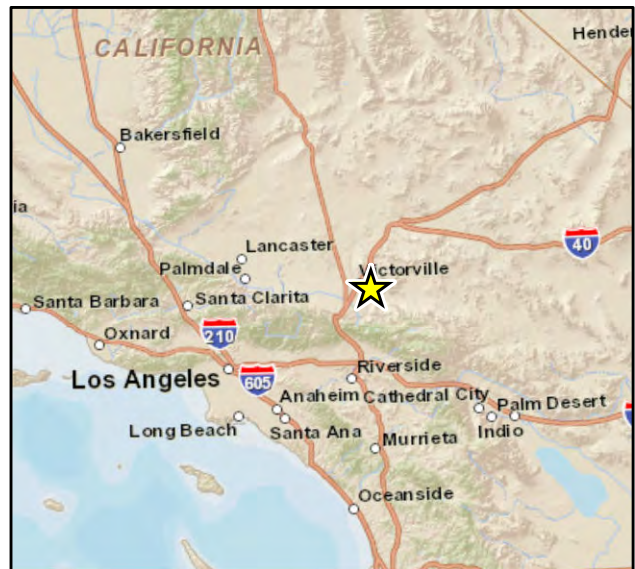 CALIFORNIA
Hender
Bakersfield
ia
Lancaster
40
Palmdale
Victorville
Santa Barbara
Santa Clarita
Oxnard
210
Los Angeles
605
Riverside
Anaheim
Cathedral City
Palm Desert
Long Beach
Santa Ana
Indio
Murrieta
Oceanside